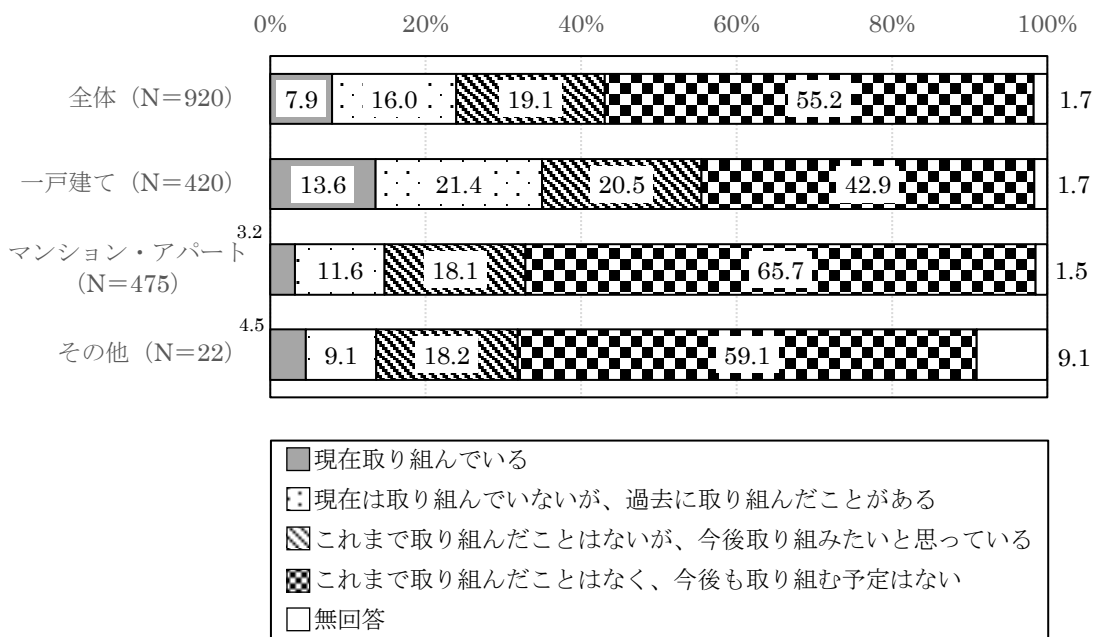 0% 20% 40% 60% 80% 100%
全体（N＝920） 7.9 16.0 19.1 55.2 1.7
一戸建て（N＝420） 13.6 21.4 20.5 42.9 1.7
3.2
マンション・アパート
（N＝475） 11.6 18.1 65.7 1.5
4.5
その他（N＝22） 9.1 18.2 59.1 9.1
現在取り組んでいる
現在は取り組んでいないが、過去に取り組んだことがある
これまで取り組んだことはないが、今後取り組みたいと思っている
これまで取り組んだことはなく、今後も取り組む予定はない
無回答